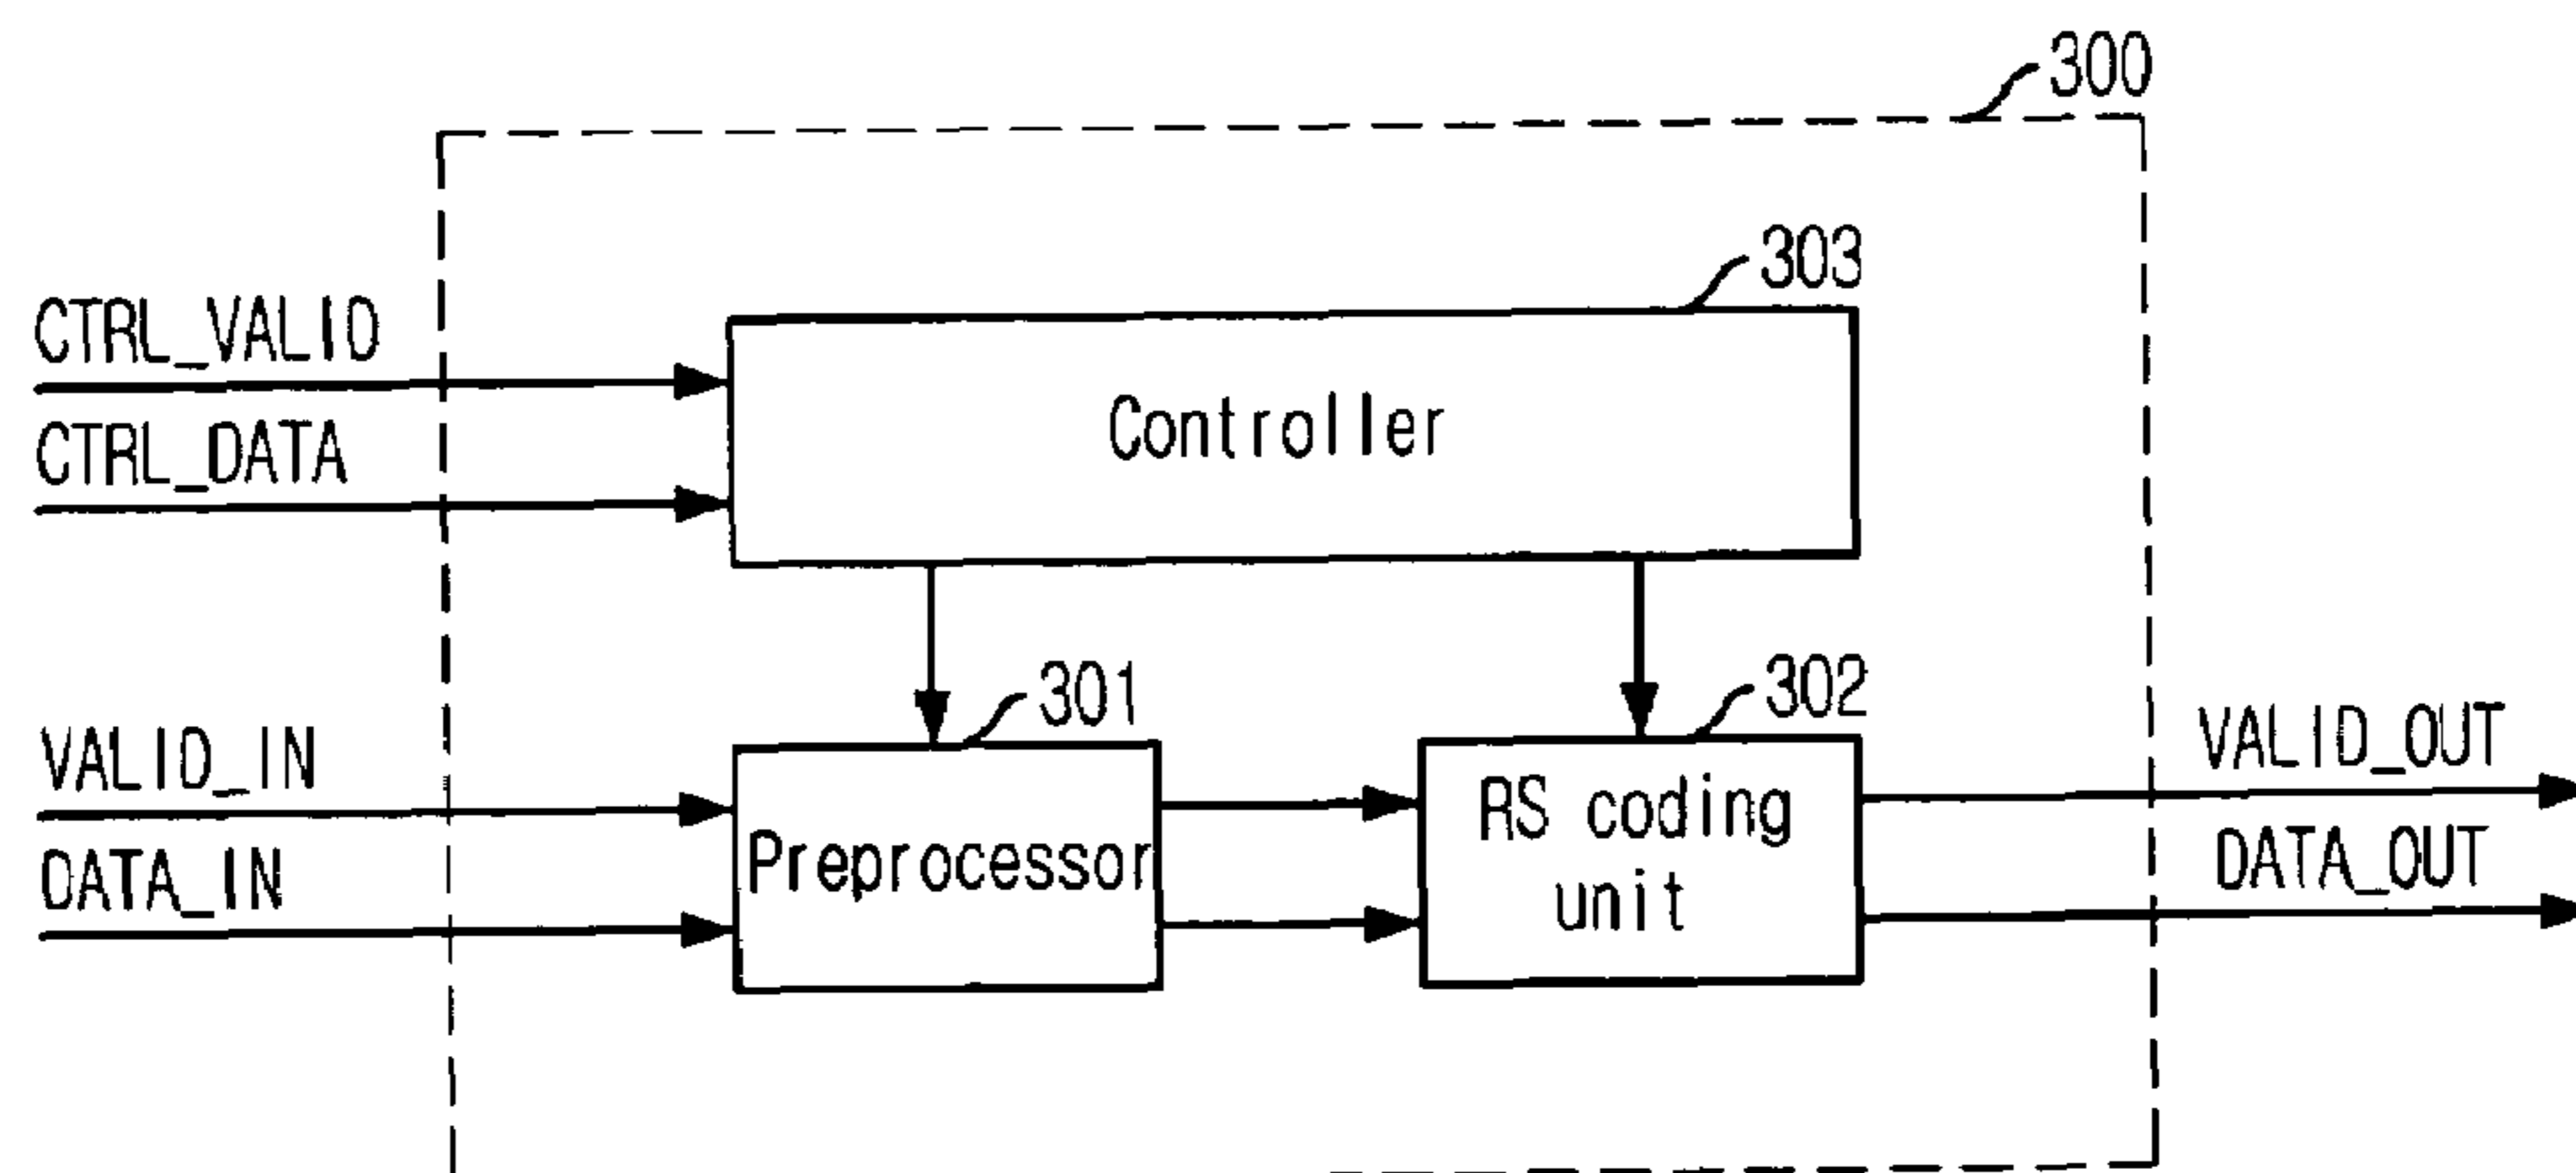 300
303
CTRL_VALID
CTRL_DATA
Controller
301
302
VALID_IN
DATA_IN
Preprocessor
RS coding
unit
VALID_OUT
DATA_OUT